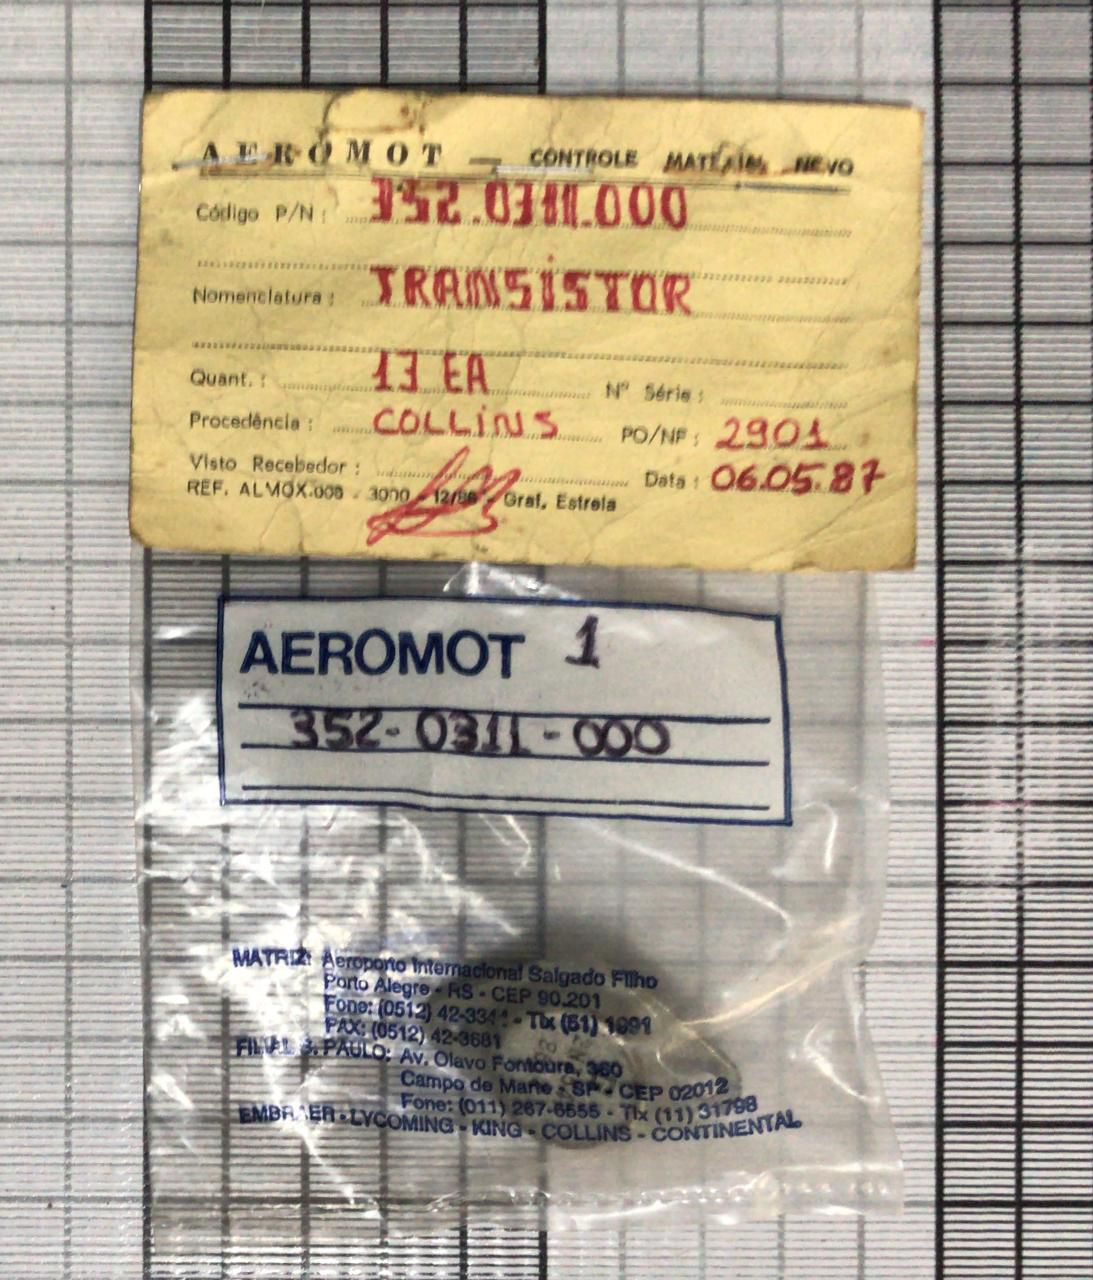 AEROMOT — CONTROLE MATERIAL NOVO
Código P/N : 352.0311.000
Nomenclatura : TRANSISTOR
Quant. : 13 EA Nº Série :
Procedência : COLLINS PO/NF : 2901
Visto Recebedor : Data : 06.05.87
REF. ALMOX.008 - 3000 - 12/86 - Graf. Estrela
AEROMOT 1
352-0311-000
MATRIZ: Aeroporto Internacional Salgado Filho
Porto Alegre - RS - CEP 90.201
Fone: (0512) - Tlx (51) 1991
PAX: (0512) 42-3681
FILIAL S. PAULO: Av. Olavo Fontoura, 360
Campo de Marte - SP - CEP 02012
Fone: (011) 267-6555 - Tlx (11) 31798
EMBRAER - LYCOMING - KING - COLLINS - CONTINENTAL